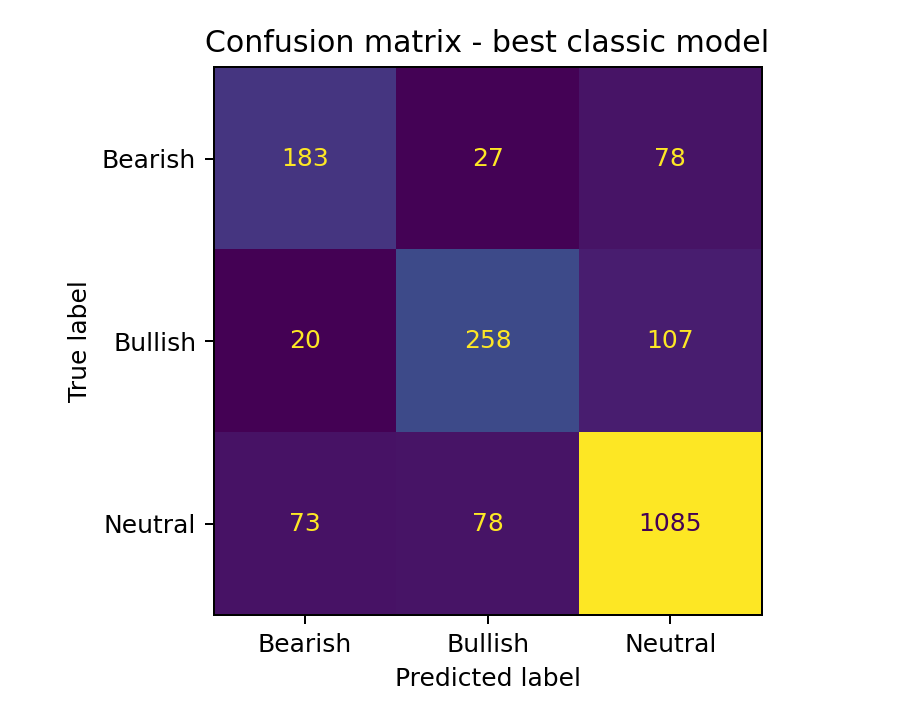 Confusion matrix - best classic model
Bearish 183 27 78
Bullish 20 258 107
Neutral 73 78 1085
Bearish Bullish Neutral
Predicted label
True label